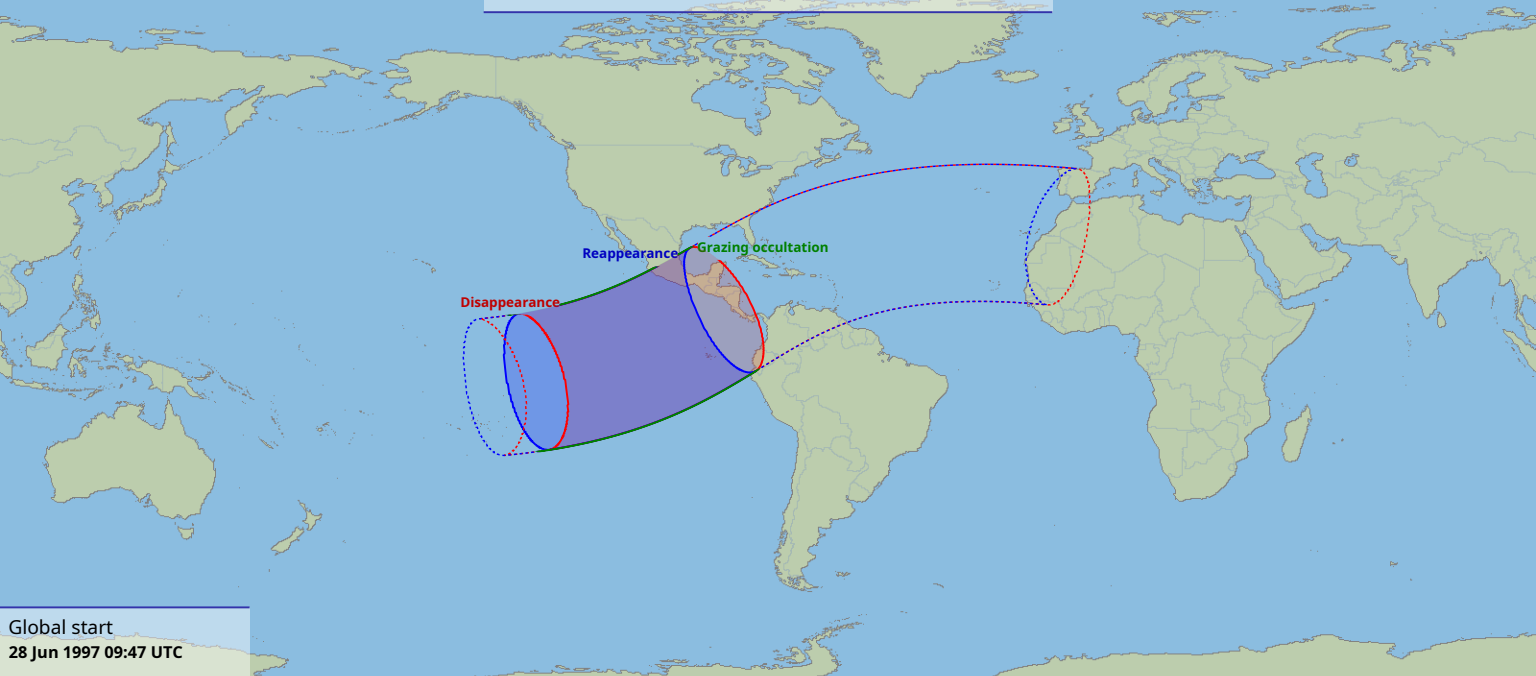 Grazing occultation
Reappearance
Disappearance
Global start
28 Jun 1997 09:47 UTC